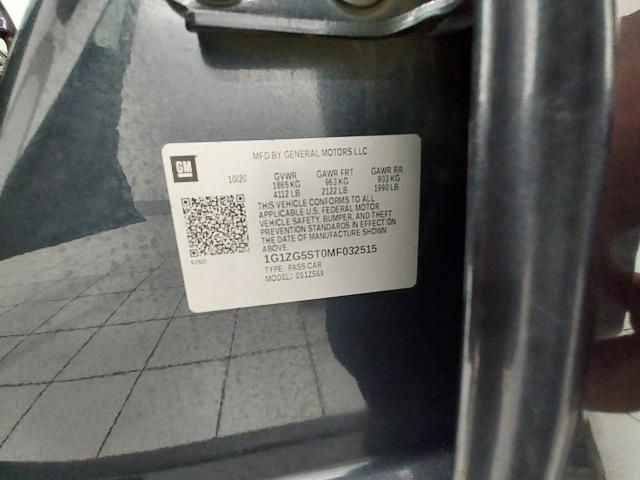 MFD BY GENERAL MOTORS LLC
GM
10/20 GVWR GAWR FRT GAWR RR
1865 KG 963 KG 903 KG
4112 LB 2122 LB 1990 LB
THIS VEHICLE CONFORMS TO ALL
APPLICABLE U.S. FEDERAL MOTOR
VEHICLE SAFETY, BUMPER, AND THEFT
PREVENTION STANDARDS IN EFFECT ON
THE DATE OF MANUFACTURE SHOWN
ABOVE.
1G1ZG5ST0MF032515
TYPE: PASS CAR
MODEL: 051ZS69